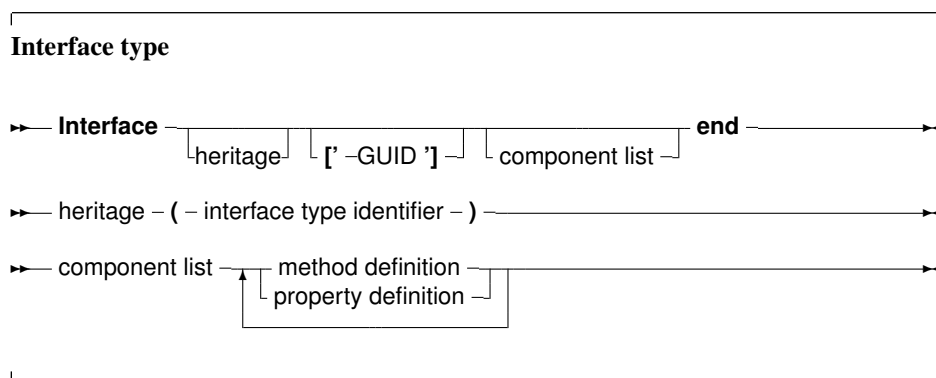 Interface type
Interface [' –GUID '] end
heritage component list
heritage – ( – interface type identifier – )
component list method definition
property definition